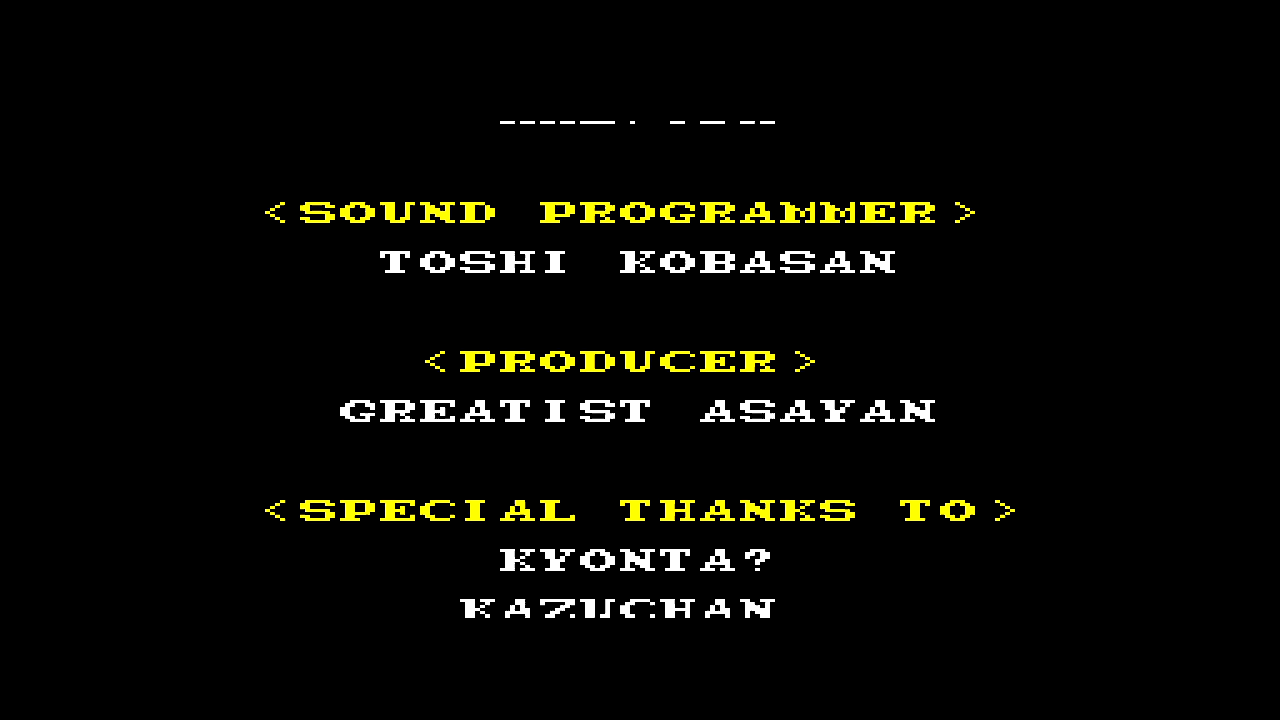 <SOUND PROGRAMMER>
TOSHI KOBASAN
<PRODUCER>
GREATIST ASAYAN
<SPECIAL THANKS TO>
KYONTA?
KAZUCHAN